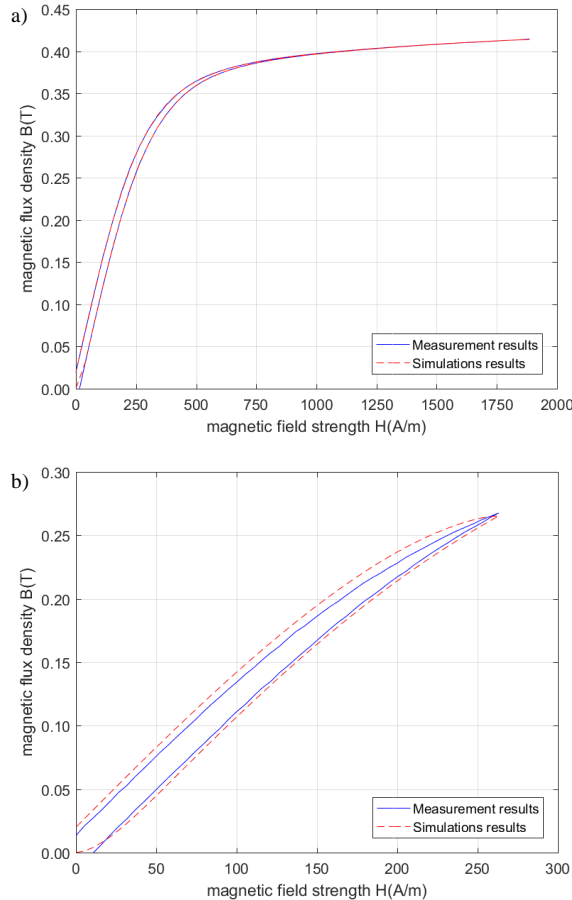 a)
0.45
0.40
0.35
0.30
0.25
0.20
0.15
0.10
0.05
0.00
magnetic flux density B(T)
Measurement results
Simulations results
0 250 500 750 1000 1250 1500 1750 2000
magnetic field strength H(A/m)
b)
0.30
0.25
0.20
0.15
0.10
0.05
0.00
magnetic flux density B(T)
Measurement results
Simulations results
0 50 100 150 200 250 300
magnetic field strength H(A/m)